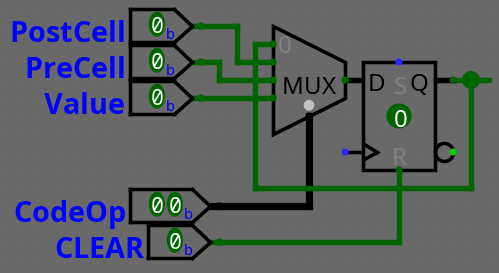 PostCell 0b
PreCell 0b
Value 0b
0
MUX
D S Q
0
R
CodeOp 00b
CLEAR 0b